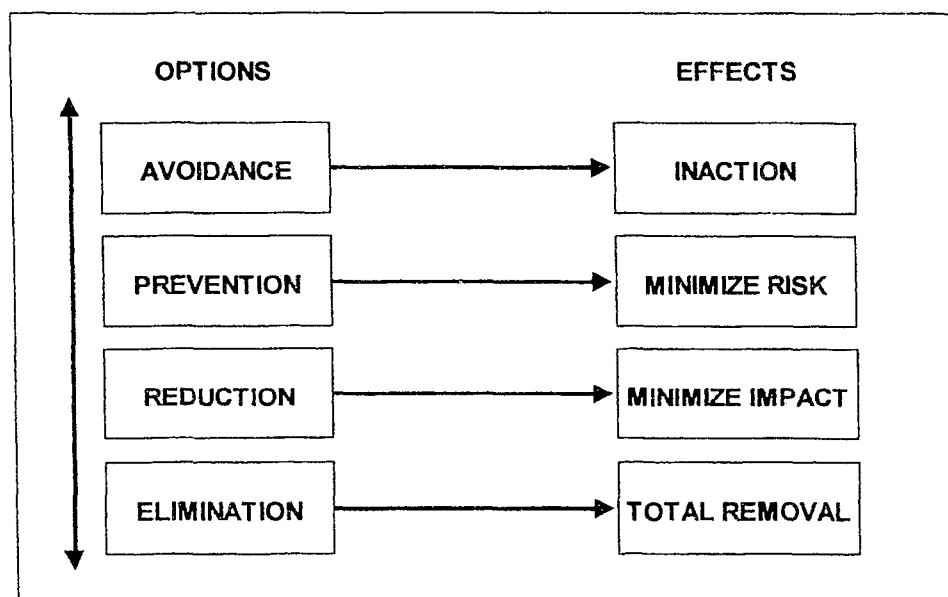 OPTIONS EFFECTS
AVOIDANCE INACTION
PREVENTION MINIMIZE RISK
REDUCTION MINIMIZE IMPACT
ELIMINATION TOTAL REMOVAL